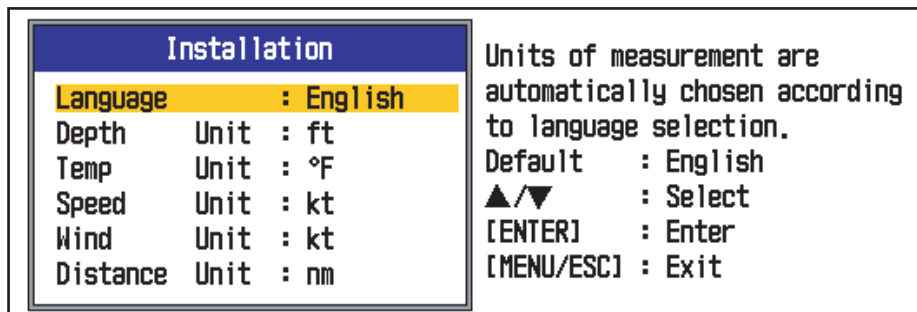 Installation
Language : English
Depth Unit : ft
Temp Unit : °F
Speed Unit : kt
Wind Unit : kt
Distance Unit : nm
Units of measurement are
automatically chosen according
to language selection.
Default : English
▲/▼ : Select
[ENTER] : Enter
[MENU/ESC] : Exit